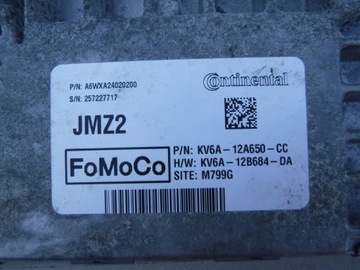 P/N: A6WXA24020200
Continental
S/N: 257227717
JMZ2
P/N: KV6A-12A650-CC
H/W: KV6A-12B684-DA
SITE: M799G
FoMoCo